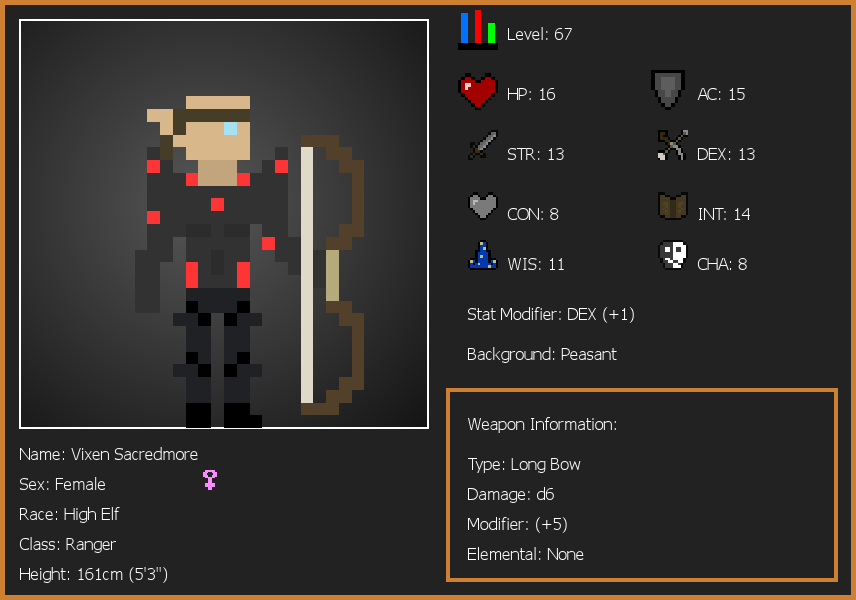 Level: 67
HP: 16
AC: 15
STR: 13
DEX: 13
CON: 8
INT: 14
WIS: 11
CHA: 8
Stat Modifier: DEX (+1)
Background: Peasant
Weapon Information:
Type: Long Bow
Damage: d6
Modifier: (+5)
Elemental: None
Name: Vixen Sacredmore
Sex: Female
Race: High Elf
Class: Ranger
Height: 161cm (5'3")